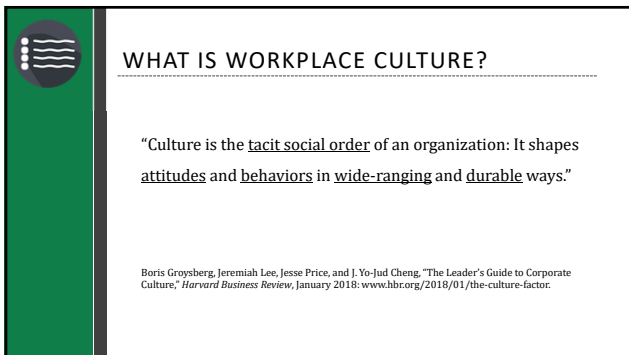 WHAT IS WORKPLACE CULTURE?
“Culture is the tacit social order of an organization: It shapes
attitudes and behaviors in wide-ranging and durable ways.”
Boris Groysberg, Jeremiah Lee, Jesse Price, and J. Yo-Jud Cheng, “The Leader’s Guide to Corporate
Culture,” Harvard Business Review, January 2018: www.hbr.org/2018/01/the-culture-factor.